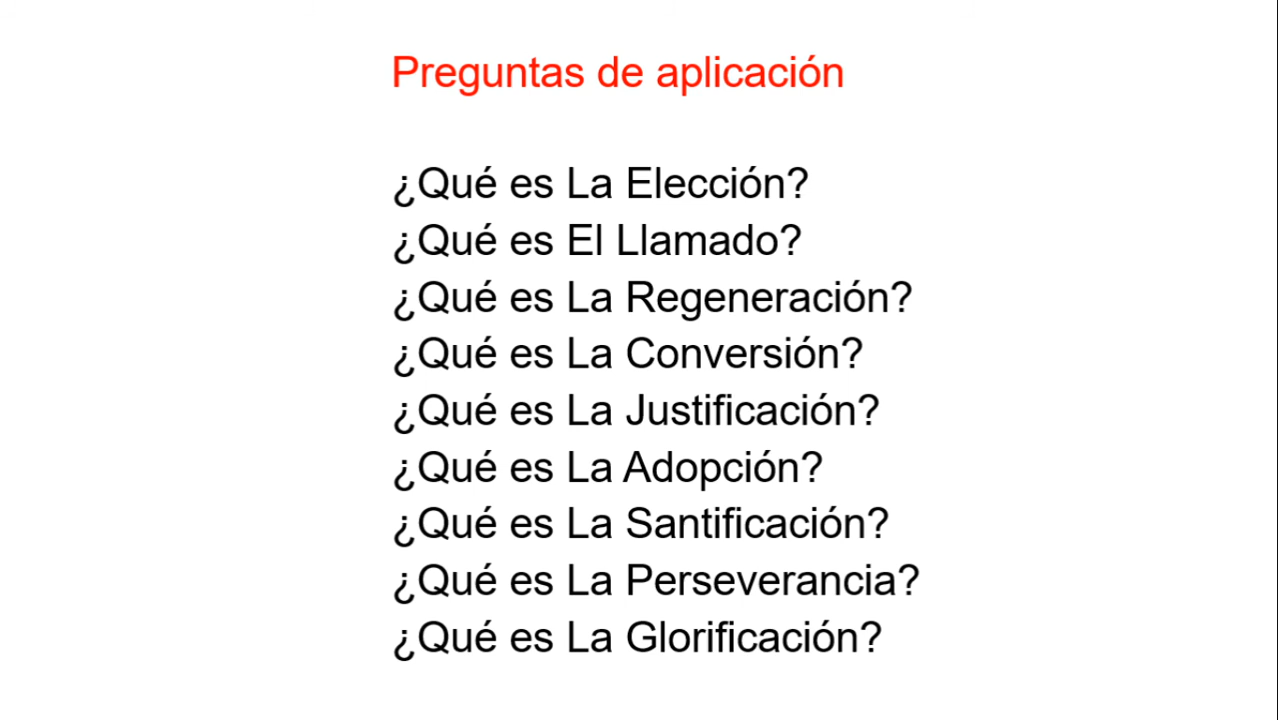 Preguntas de aplicación
¿Qué es La Elección?
¿Qué es El Llamado?
¿Qué es La Regeneración?
¿Qué es La Conversión?
¿Qué es La Justificación?
¿Qué es La Adopción?
¿Qué es La Santificación?
¿Qué es La Perseverancia?
¿Qué es La Glorificación?